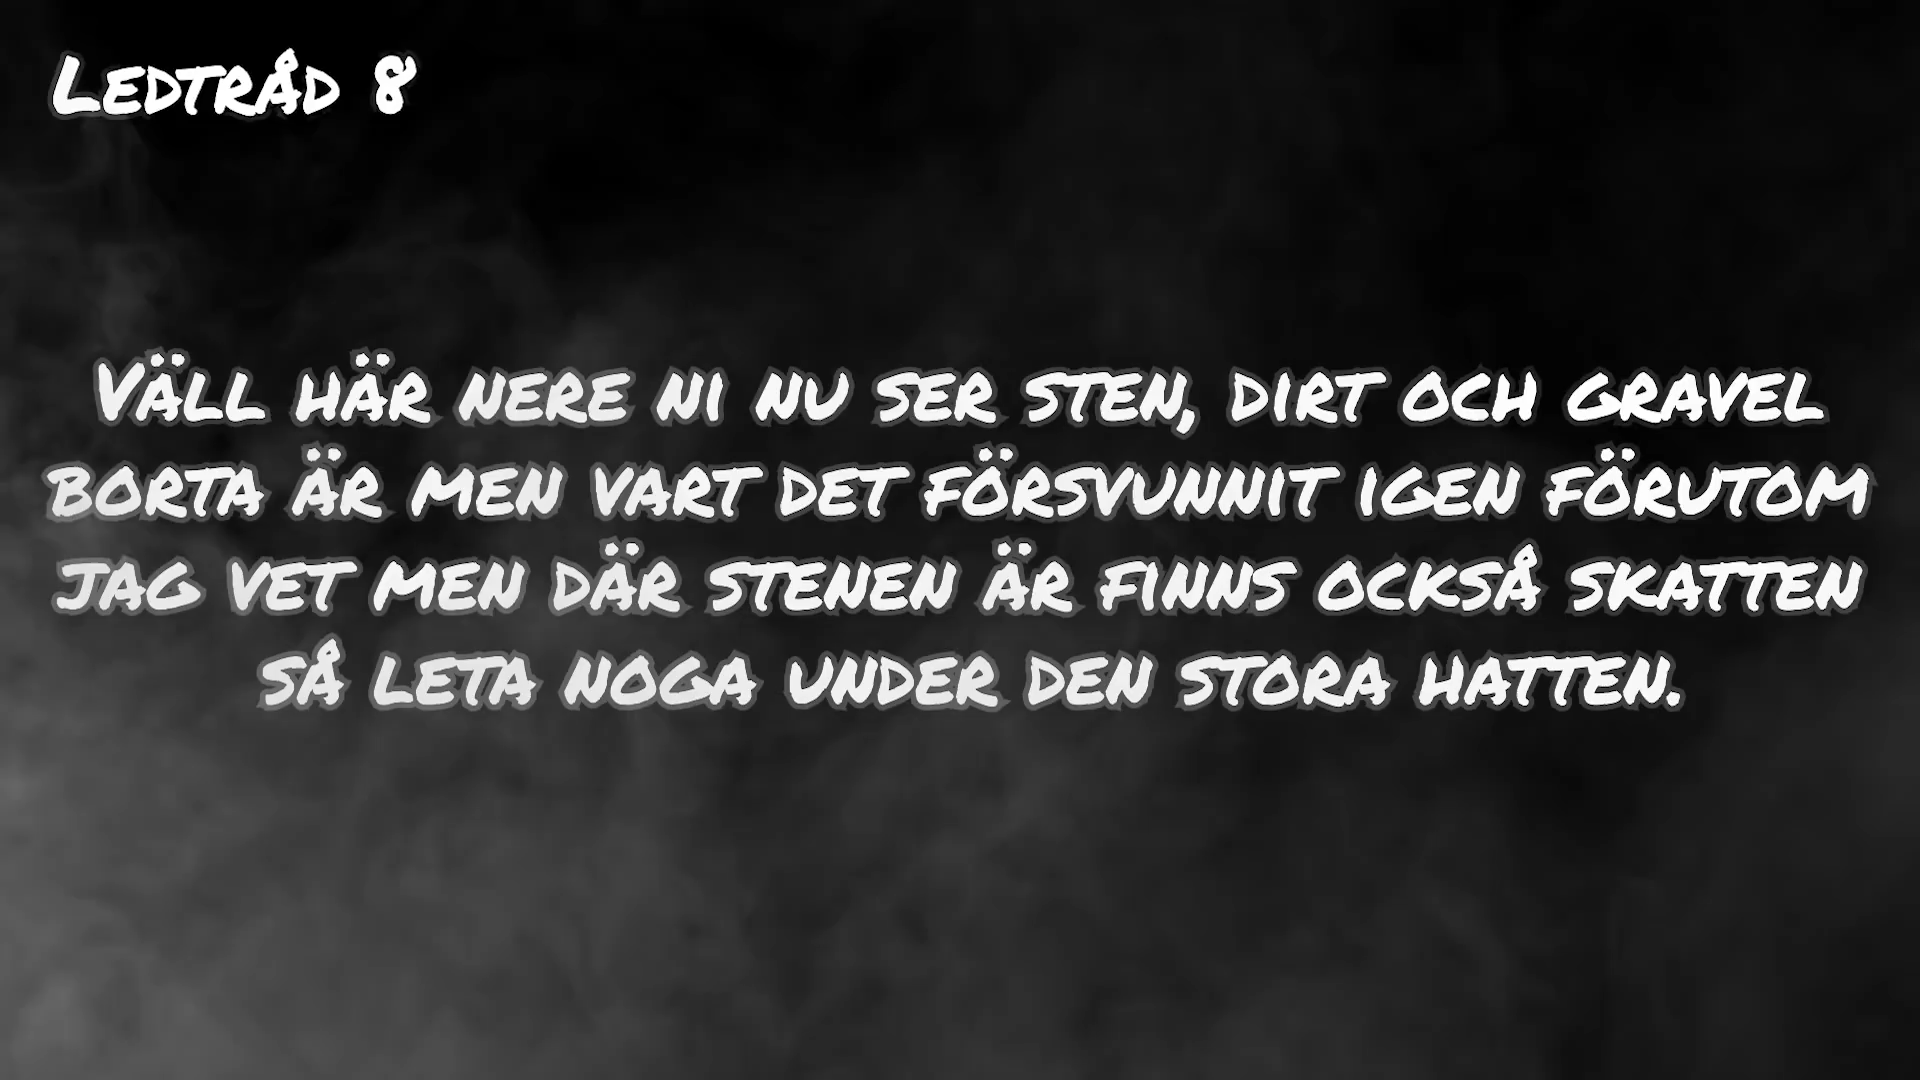 Ledtråd 8
Väll här nere ni nu ser sten, dirt och gravel
borta är men vart det försvunnit igen förutom
jag vet men där stenen är finns också skatten
så leta noga under den stora hatten.